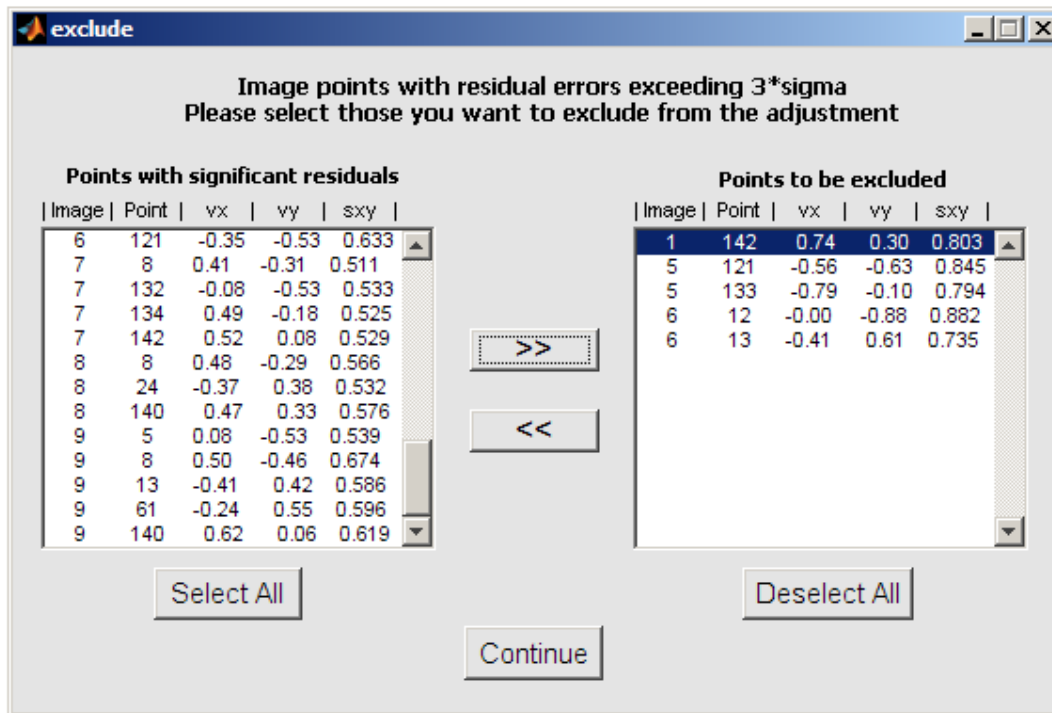 exclude
Image points with residual errors exceeding 3*sigma
Please select those you want to exclude from the adjustment
Points with significant residuals
| Image | Point | vx | vy | sxy |
6 121 -0.35 -0.53 0.633
7 8 0.41 -0.31 0.511
7 132 -0.08 -0.53 0.533
7 134 0.49 -0.18 0.525
7 142 0.52 0.08 0.529
8 8 0.48 -0.29 0.566
8 24 -0.37 0.38 0.532
8 140 0.47 0.33 0.576
9 5 0.08 -0.53 0.539
9 8 0.50 -0.46 0.674
9 13 -0.41 0.42 0.586
9 61 -0.24 0.55 0.596
9 140 0.62 0.06 0.619
Select All
>>
<<
Points to be excluded
| Image | Point | vx | vy | sxy |
1 142 0.74 0.30 0.803
5 121 -0.56 -0.63 0.845
5 133 -0.79 -0.10 0.794
6 12 -0.00 -0.88 0.882
6 13 -0.41 0.61 0.735
Deselect All
Continue